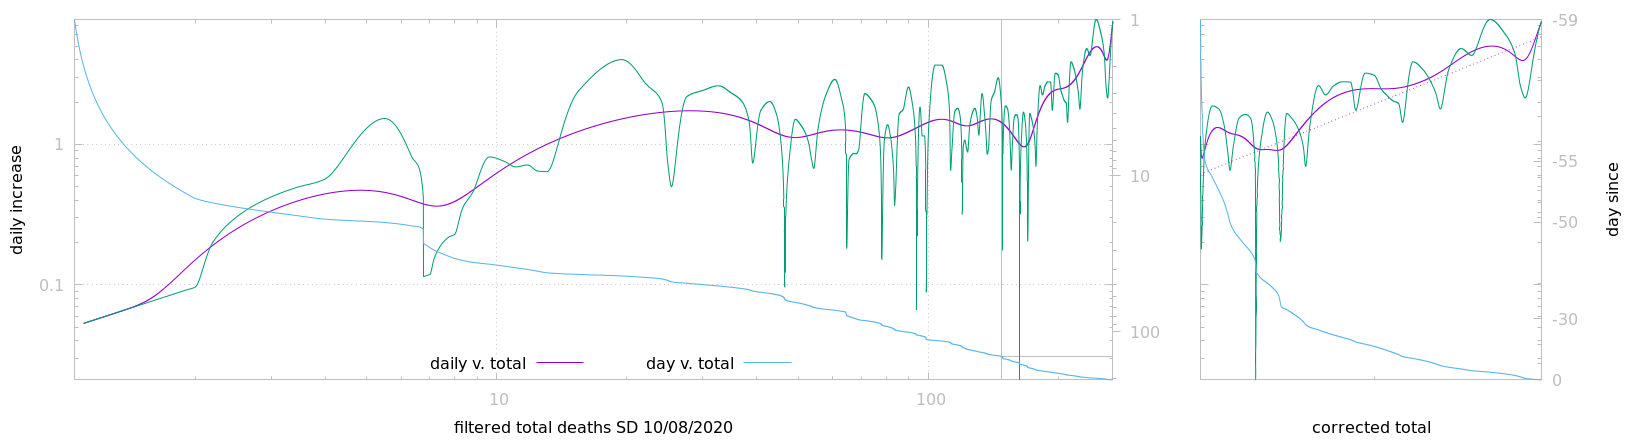 1
-59
daily increase
1
-55
10
-50
day since
0.1
-30
100
daily v. total
day v. total
0
10
100
filtered total deaths SD 10/08/2020
corrected total